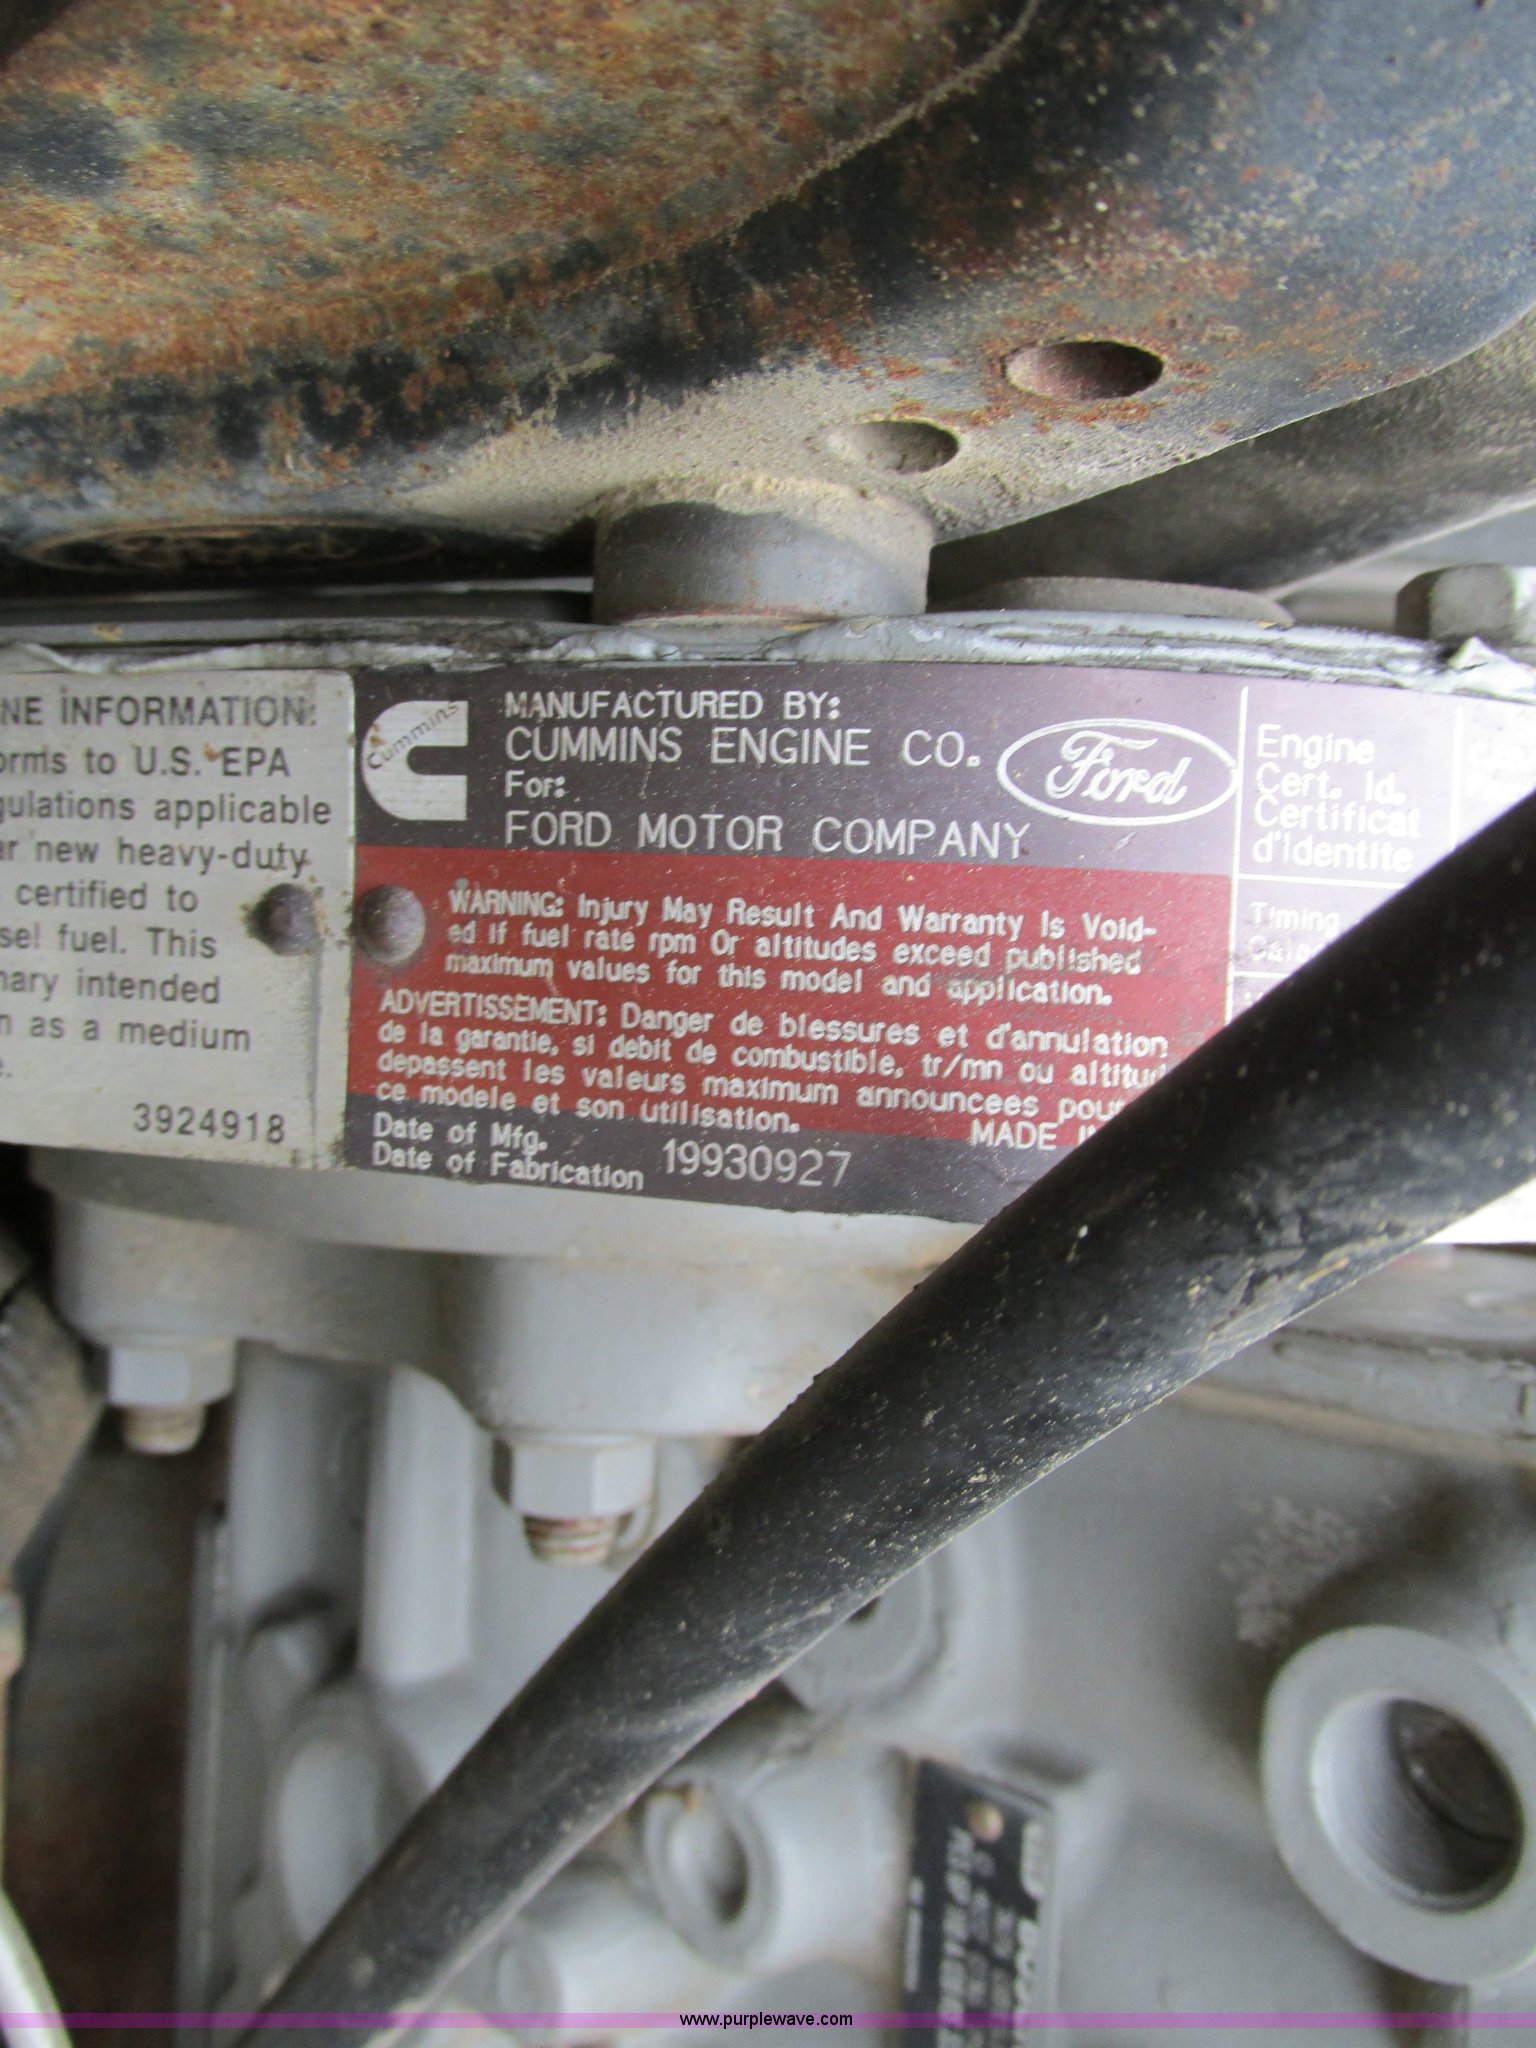 NE INFORMATION:
orms to U.S. EPA
gulations applicable
ar new heavy-duty
certified to
sel fuel. This
nary intended
n as a medium
e.
3924918
Cummins
MANUFACTURED BY:
CUMMINS ENGINE CO.
For:
FORD MOTOR COMPANY
Ford
WARNING: Injury May Result And Warranty Is Void-
ed if fuel rate rpm Or altitudes exceed published
maximum values for this model and application.
ADVERTISSEMENT: Danger de blessures et d'annulation
de la garantie, si debit de combustible, tr/mn ou altitud
depassent les valeurs maximum announcees pour
ce modele et son utilisation.
MADE IN
Date of Mfg.
Date of Fabrication
19930927
Engine
Cert. Id.
Certificat
d'Identite
Timing
www.purplewave.com